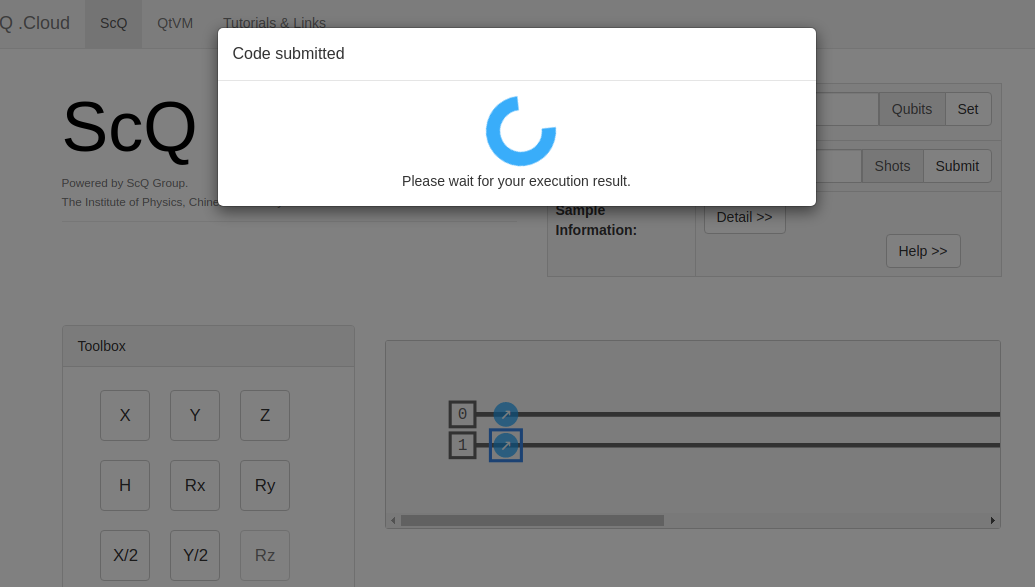 Q .Cloud ScQ QtVM Tutorials & Links
Code submitted
Please wait for your execution result.
ScQ
Powered by ScQ Group.
The Institute of Physics,
Qubits Set
Shots Submit
Sample Information:
Detail >>
Help >>
Toolbox
X Y Z
H Rx Ry
X/2 Y/2 Rz
0
1